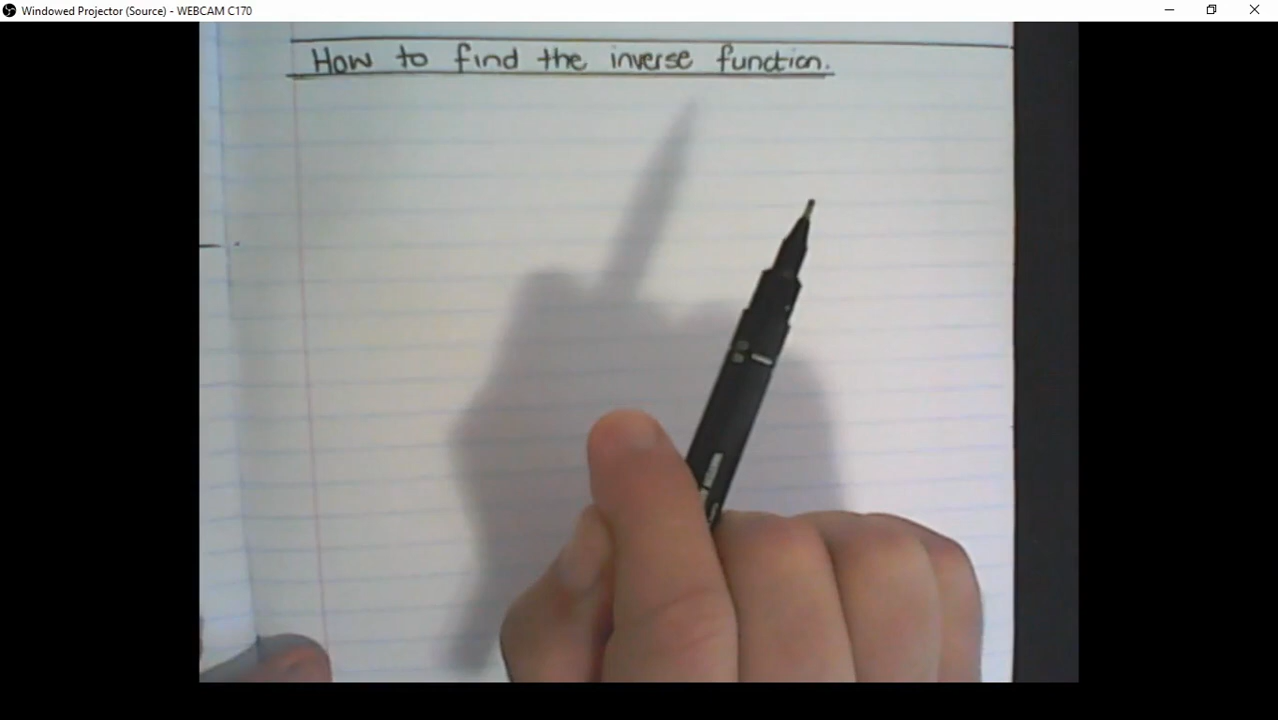 Windowed Projector (Source) - WEBCAM C170
How to find the inverse function.